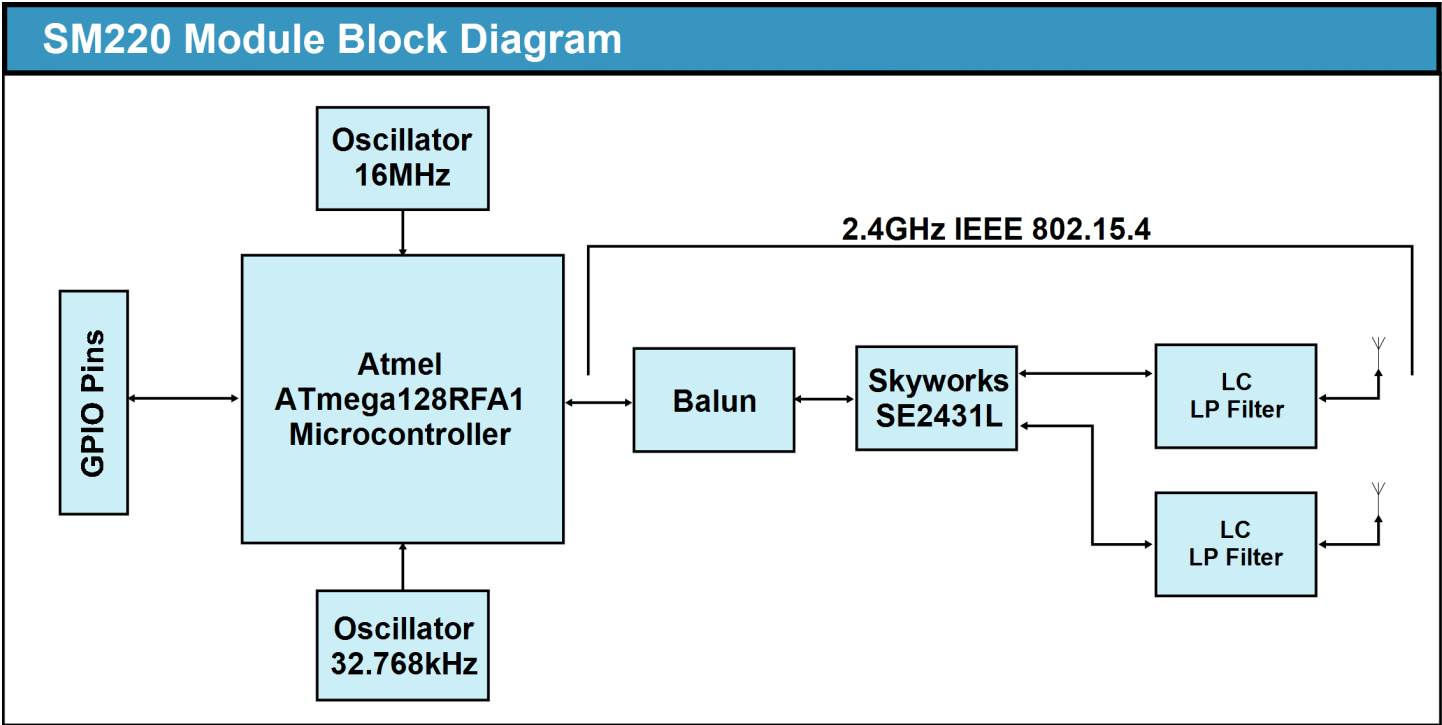 SM220 Module Block Diagram
Oscillator
16MHz
2.4GHz IEEE 802.15.4
GPIO Pins
Atmel
ATmega128RFA1
Microcontroller
Balun
Skyworks
SE2431L
LC
LP Filter
LC
LP Filter
Oscillator
32.768kHz